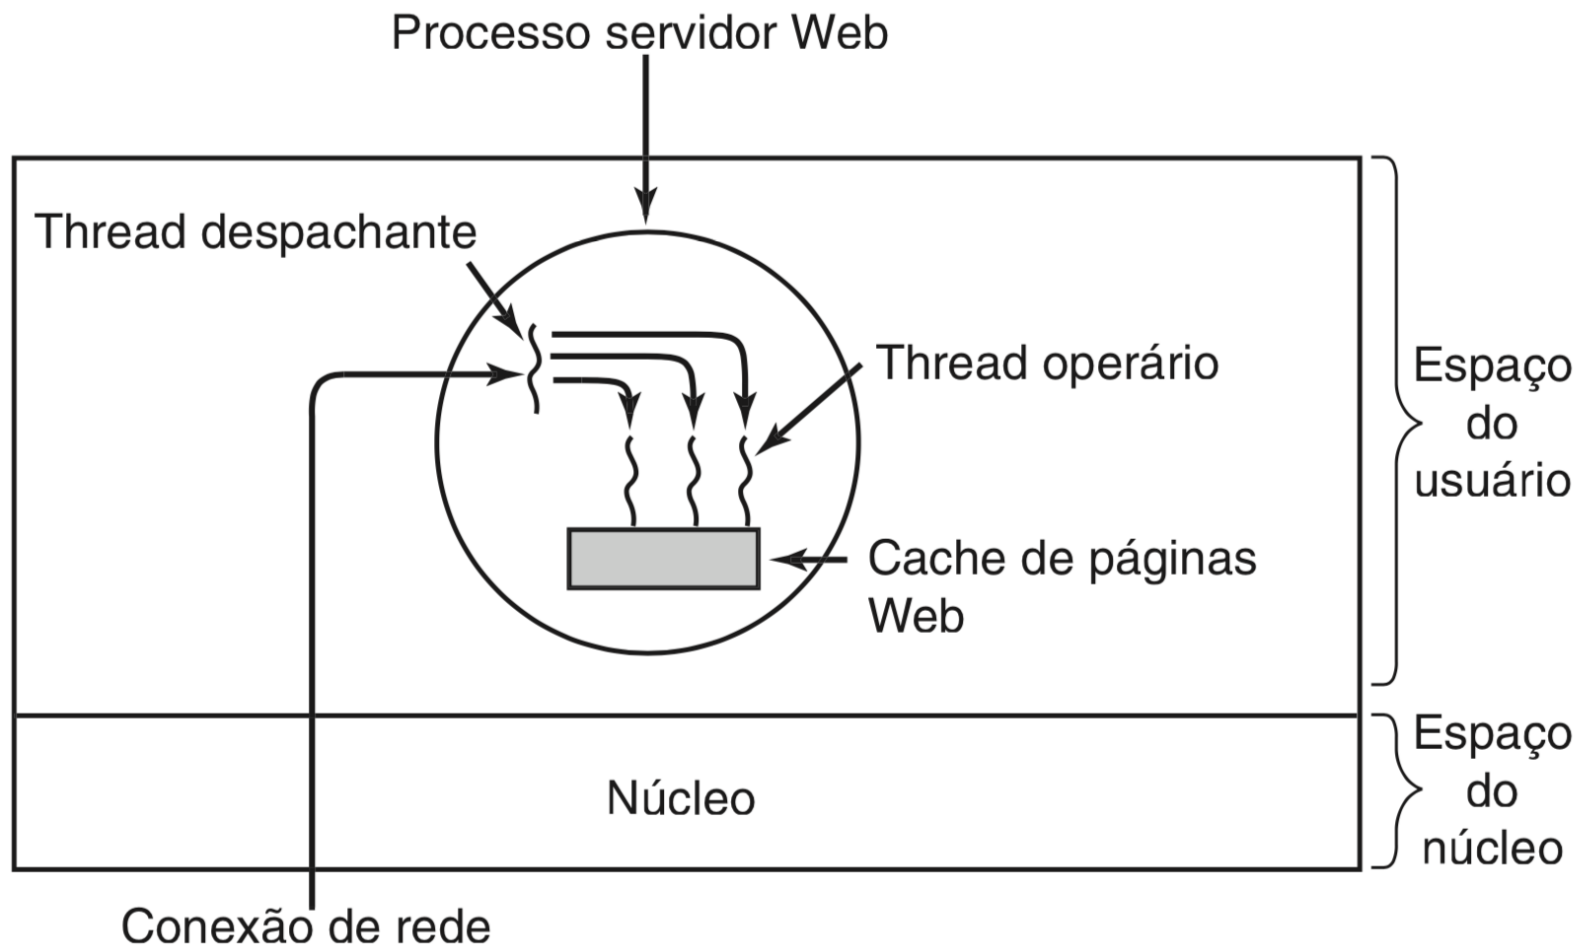 Processo servidor Web
Thread despachante
Thread operário
Cache de páginas
Web
Espaço
do
usuário
Núcleo
Espaço
do
núcleo
Conexão de rede